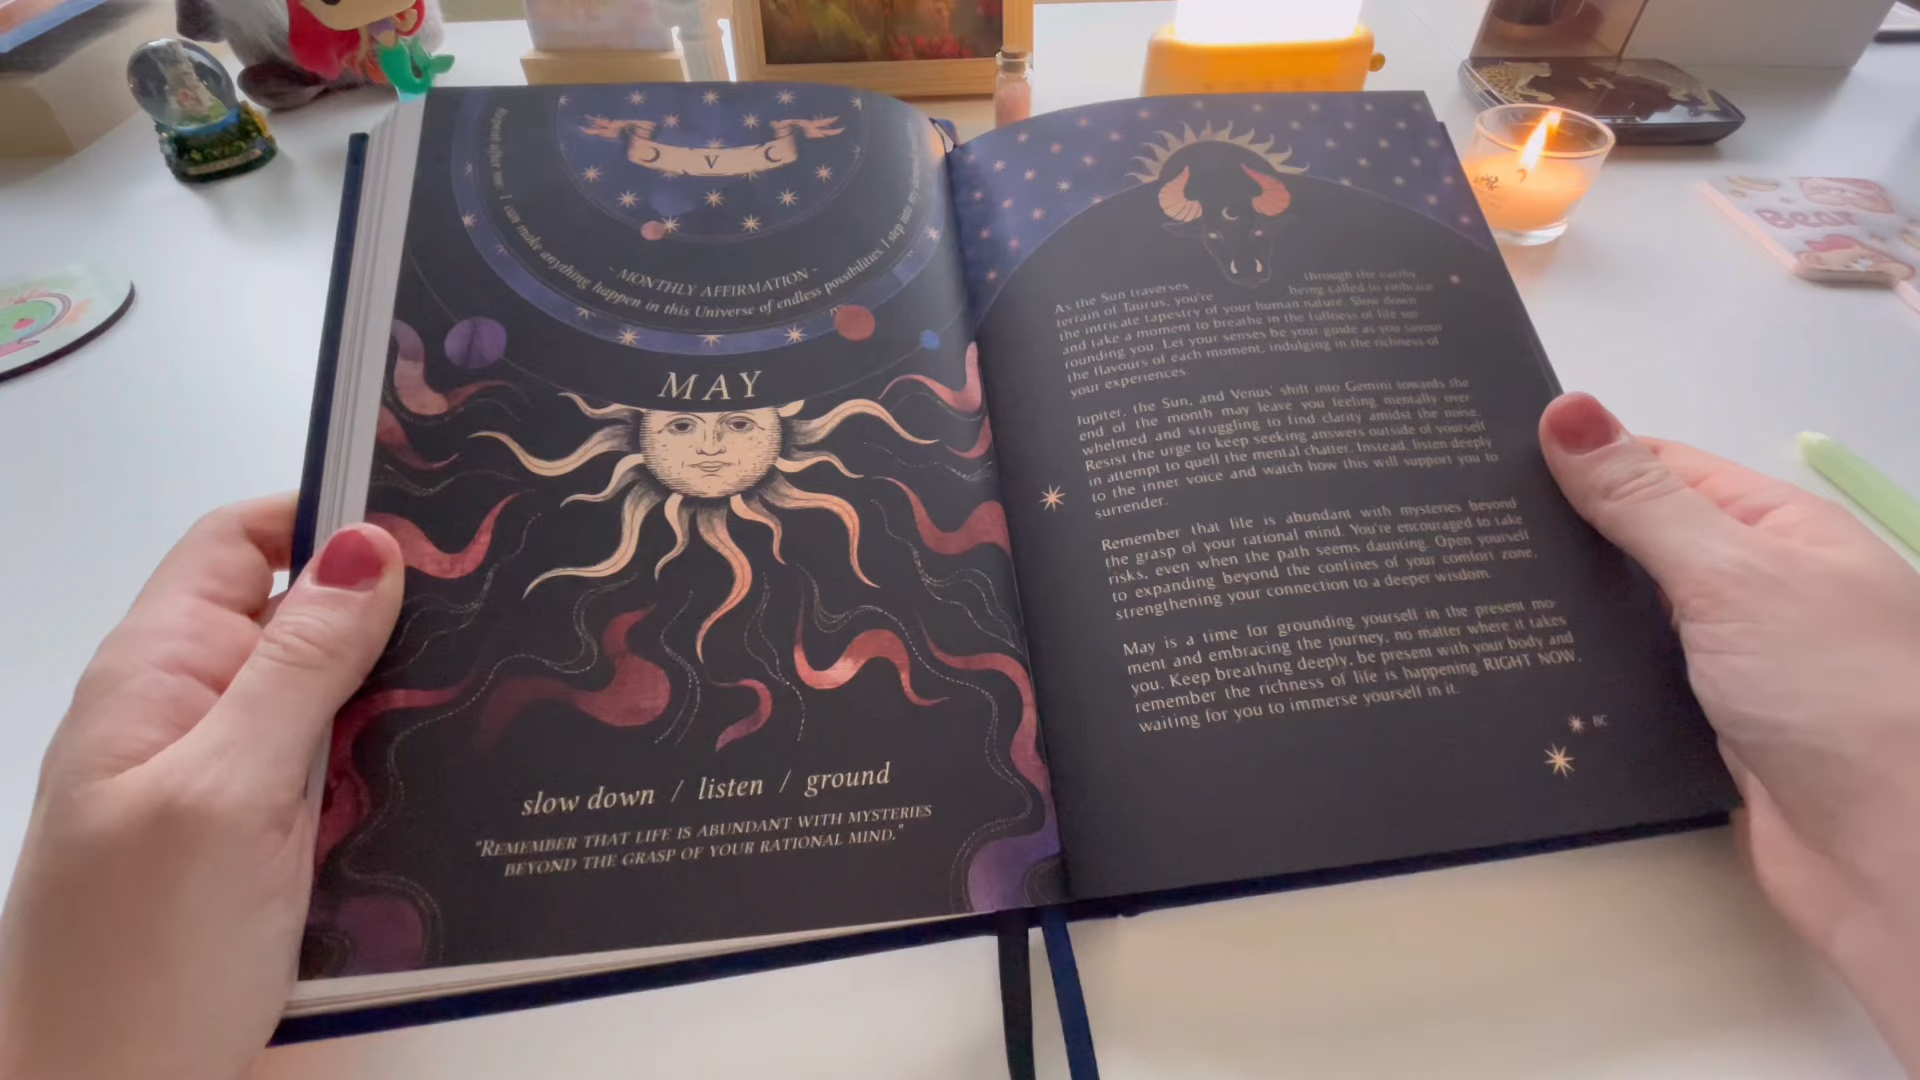 V
- MONTHLY AFFIRMATION -
Repeat after me: I can make anything happen in this Universe of endless possibilities. I step into my
MAY
slow down / listen / ground
"REMEMBER THAT LIFE IS ABUNDANT WITH MYSTERIES
BEYOND THE GRASP OF YOUR RATIONAL MIND."
As the Sun traverses through the earthy
terrain of Taurus, you're being called to embrace
the intricate tapestry of your human nature. Slow down
and take a moment to breathe in the fullness of life sur-
rounding you. Let your senses be your guide as you savour
the flavours of each moment, indulging in the richness of
your experiences.
Jupiter, the Sun, and Venus' shift into Gemini towards the
end of the month may leave you feeling mentally over-
whelmed and struggling to find clarity amidst the noise.
Resist the urge to keep seeking answers outside of yourself
in attempt to quell the mental chatter. Instead, listen deeply
to the inner voice and watch how this will support you to
surrender.
Remember that life is abundant with mysteries beyond
the grasp of your rational mind. You're encouraged to take
risks, even when the path seems daunting. Open yourself
to expanding beyond the confines of your comfort zone,
strengthening your connection to a deeper wisdom.
May is a time for grounding yourself in the present mo-
ment and embracing the journey, no matter where it takes
you. Keep breathing deeply, be present with your body and
remember the richness of life is happening RIGHT NOW,
waiting for you to immerse yourself in it.
BC
Bear